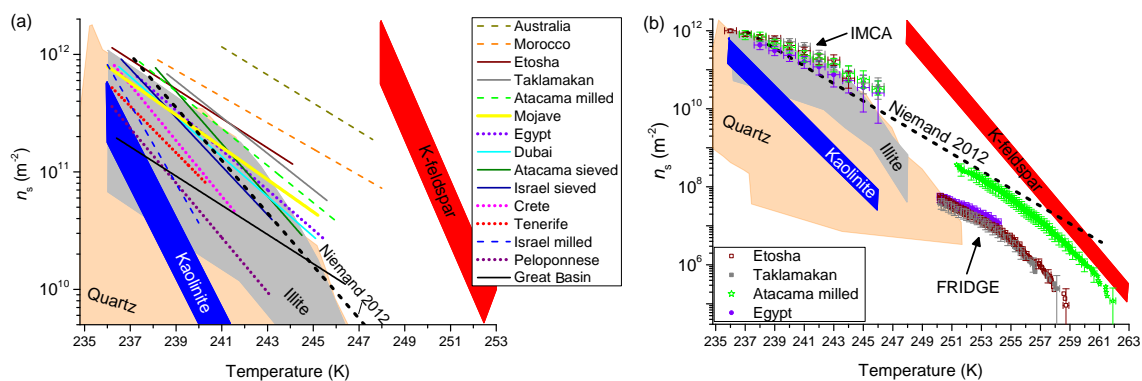 (a)
n_s (m⁻²)
10¹²
10¹¹
10¹⁰
Quartz
Kaolinite
Illite
Niemand 2012
K-feldspar
Australia
Morocco
Etosha
Taklamakan
Atacama milled
Mojave
Egypt
Dubai
Atacama sieved
Israel sieved
Crete
Tenerife
Israel milled
Peloponnese
Great Basin
235 237 239 241 243 245 247 249 251 253
Temperature (K)
(b)
n_s (m⁻²)
10¹²
10¹⁰
10⁸
10⁶
IMCA
Quartz
Kaolinite
Illite
Niemand 2012
K-feldspar
FRIDGE
Etosha
Taklamakan
Atacama milled
Egypt
235 237 239 241 243 245 247 249 251 253 255 257 259 261 263
Temperature (K)